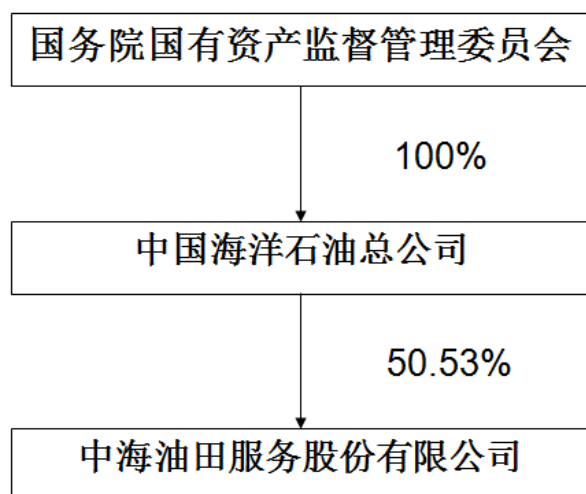 国务院国有资产监督管理委员会
100%
中国海洋石油总公司
50.53%
中海油田服务股份有限公司